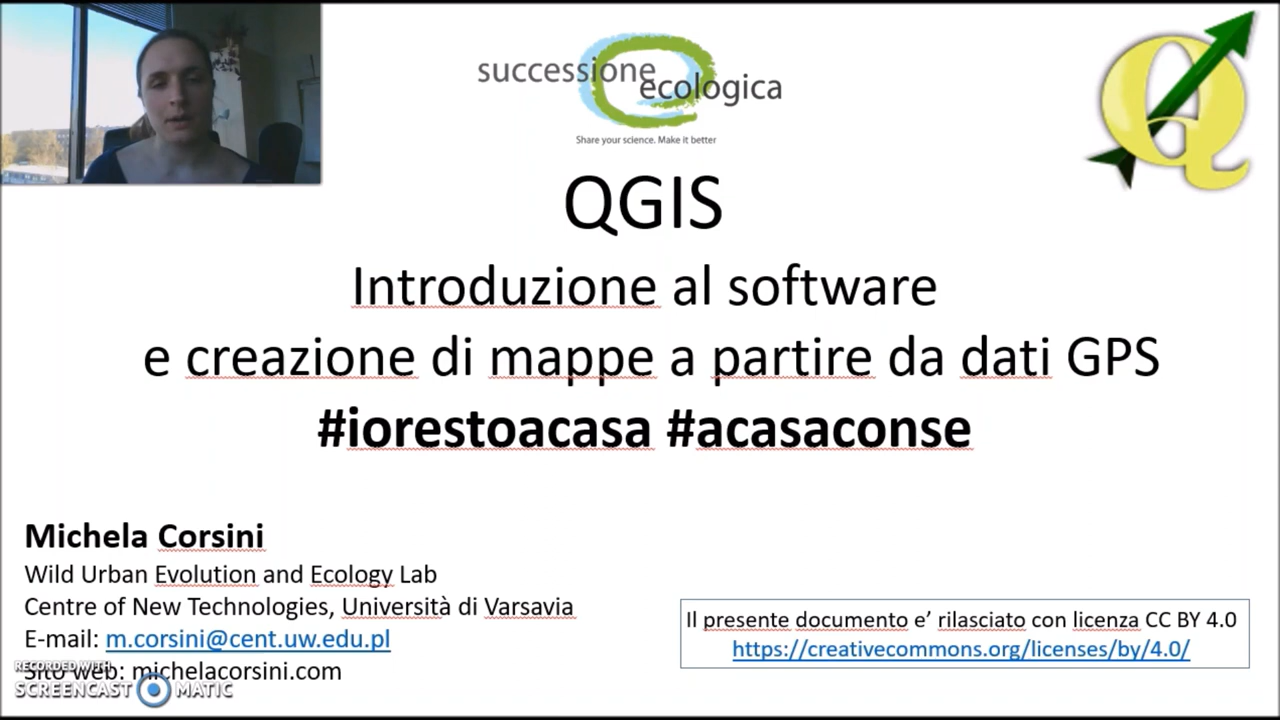 successione
ecologica
Share your science. Make it better
QGIS
Introduzione al software
e creazione di mappe a partire da dati GPS
#iorestoacasa #acasaconse
Michela Corsini
Wild Urban Evolution and Ecology Lab
Centre of New Technologies, Università di Varsavia
E-mail: m.corsini@cent.uw.edu.pl
Sito web: michelacorsini.com
Il presente documento e’ rilasciato con licenza CC BY 4.0
https://creativecommons.org/licenses/by/4.0/
RECORDED WITH
SCREENCAST MATIC